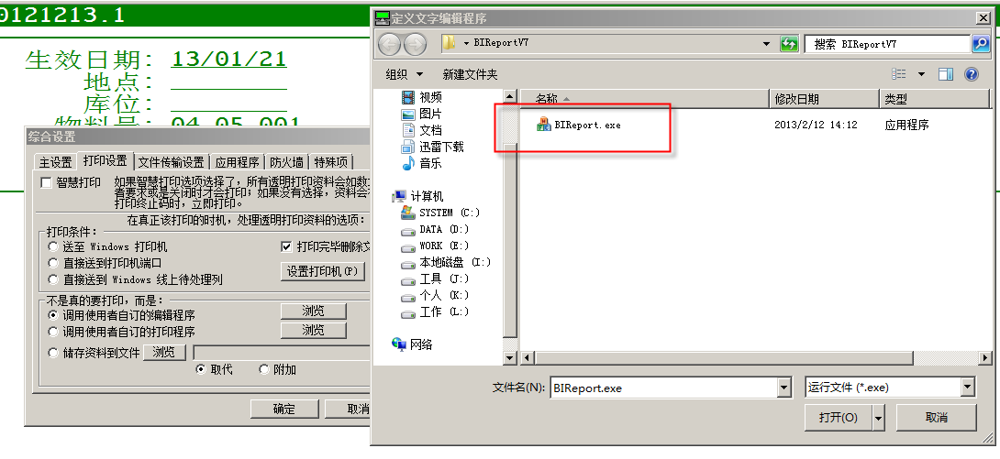 0121213.1
生效日期: 13/01/21
地点:
库位:
物料号: 04.05.001
综合设置
主设置 打印设置 文件传输设置 应用程序 防火墙 特殊项
智慧打印
如果智慧打印选项选择了，所有透明打印资料会如数
者要求或是关闭时才会打印；如果没有选择，资料会
打印终止码时，立即打印。
在真正该打印的时机，处理透明打印资料的选项：
打印条件：
送至 Windows 打印机
打印完毕删除文
直接送到打印机端口
设置打印机(P)
直接送到 Windows 线上待处理列
不是真的要打印，而是：
调用使用者自订的编辑程序 浏览
调用使用者自订的打印程序 浏览
储存资料到文件 浏览
取代 附加
确定 取消
定义文字编辑程序
BIReportV7
搜索 BIReportV7
组织 新建文件夹
视频
图片
文档
迅雷下载
音乐
计算机
SYSTEM (C:)
DATA (D:)
WORK (E:)
本地磁盘 (I:)
工具 (J:)
个人 (K:)
工作 (L:)
网络
名称 修改日期 类型
BIReport.exe 2013/2/12 14:12 应用程序
文件名(N): BIReport.exe 运行文件 (*.exe)
打开(O) 取消